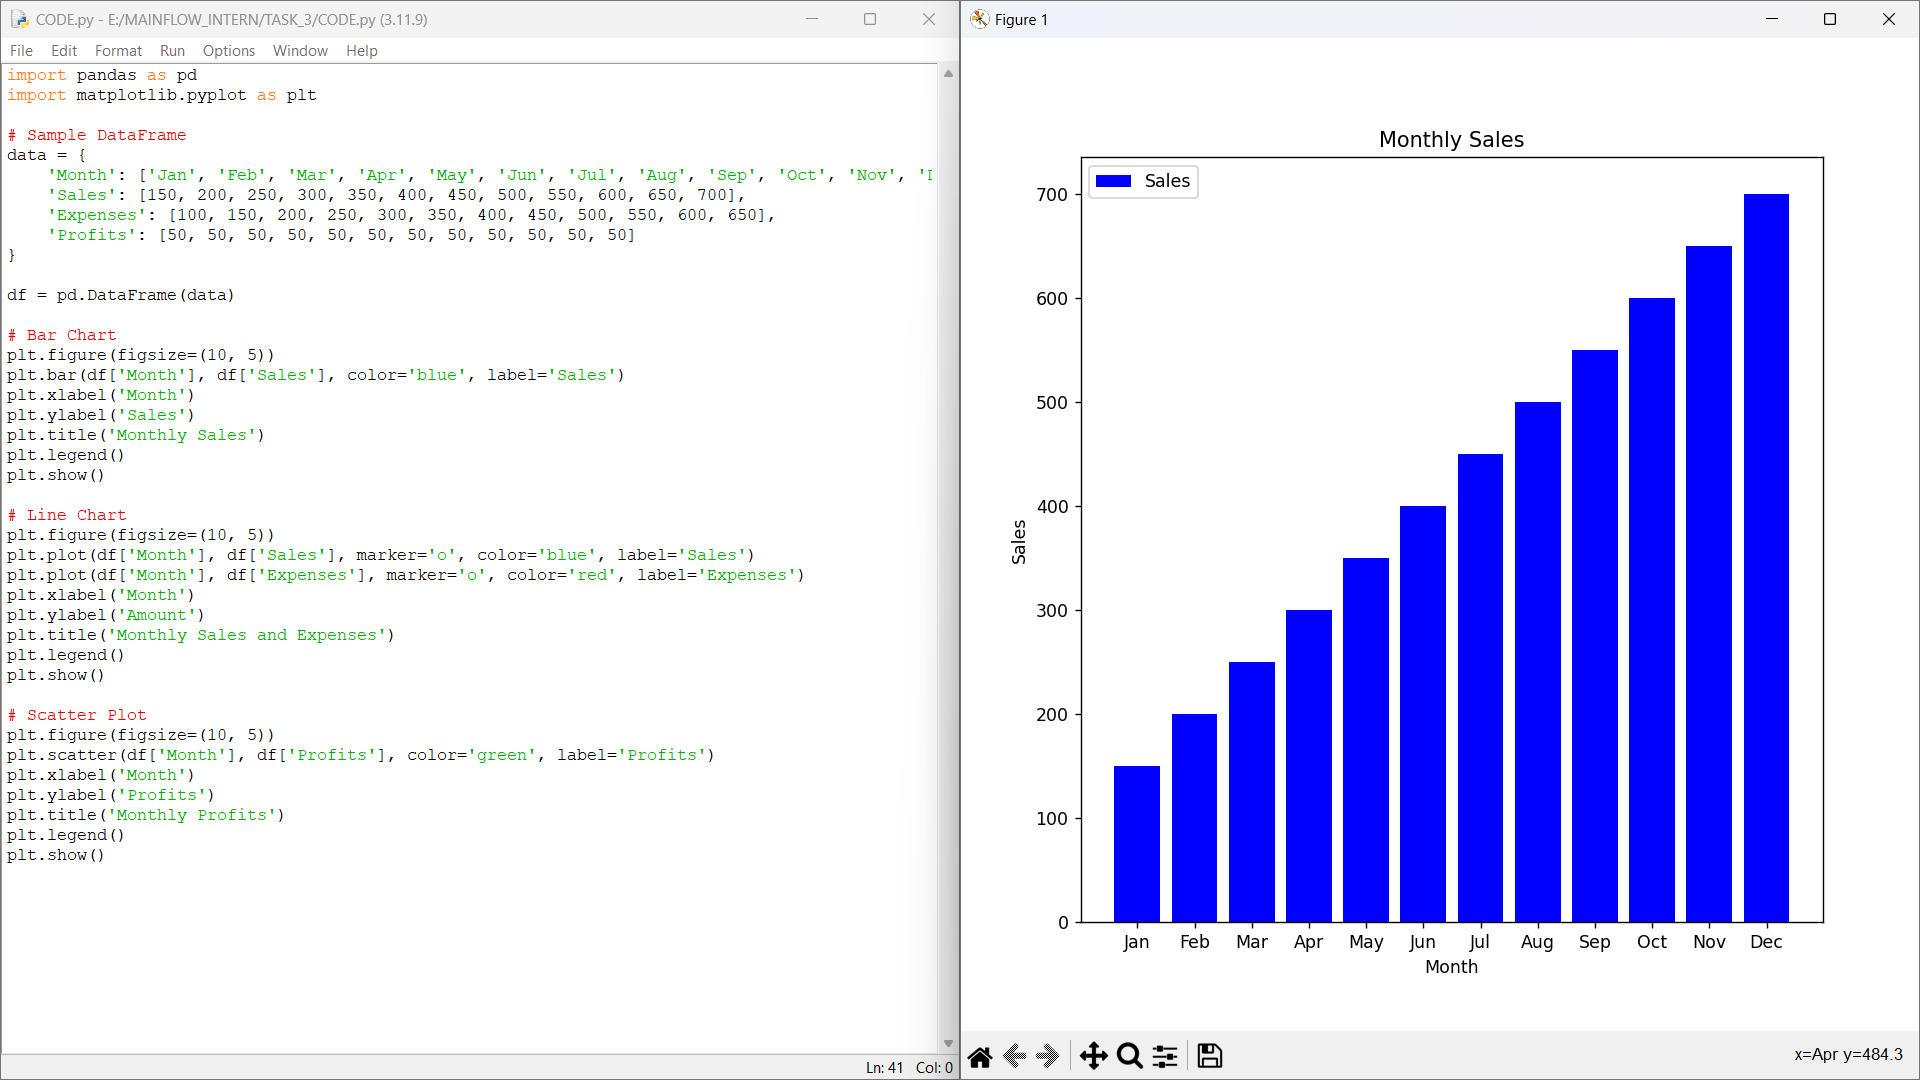 CODE.py - E:/MAINFLOW_INTERN/TASK_3/CODE.py (3.11.9)
File Edit Format Run Options Window Help
import pandas as pd
import matplotlib.pyplot as plt
# Sample DataFrame
data = {
    'Month': ['Jan', 'Feb', 'Mar', 'Apr', 'May', 'Jun', 'Jul', 'Aug', 'Sep', 'Oct', 'Nov', '
    'Sales': [150, 200, 250, 300, 350, 400, 450, 500, 550, 600, 650, 700],
    'Expenses': [100, 150, 200, 250, 300, 350, 400, 450, 500, 550, 600, 650],
    'Profits': [50, 50, 50, 50, 50, 50, 50, 50, 50, 50, 50, 50]
}
df = pd.DataFrame(data)
# Bar Chart
plt.figure(figsize=(10, 5))
plt.bar(df['Month'], df['Sales'], color='blue', label='Sales')
plt.xlabel('Month')
plt.ylabel('Sales')
plt.title('Monthly Sales')
plt.legend()
plt.show()
# Line Chart
plt.figure(figsize=(10, 5))
plt.plot(df['Month'], df['Sales'], marker='o', color='blue', label='Sales')
plt.plot(df['Month'], df['Expenses'], marker='o', color='red', label='Expenses')
plt.xlabel('Month')
plt.ylabel('Amount')
plt.title('Monthly Sales and Expenses')
plt.legend()
plt.show()
# Scatter Plot
plt.figure(figsize=(10, 5))
plt.scatter(df['Month'], df['Profits'], color='green', label='Profits')
plt.xlabel('Month')
plt.ylabel('Profits')
plt.title('Monthly Profits')
plt.legend()
plt.show()
Ln: 41 Col: 0
Figure 1
Monthly Sales
Sales
700
600
500
400
300
200
100
0
Sales
Jan Feb Mar Apr May Jun Jul Aug Sep Oct Nov Dec
Month
x=Apr y=484.3